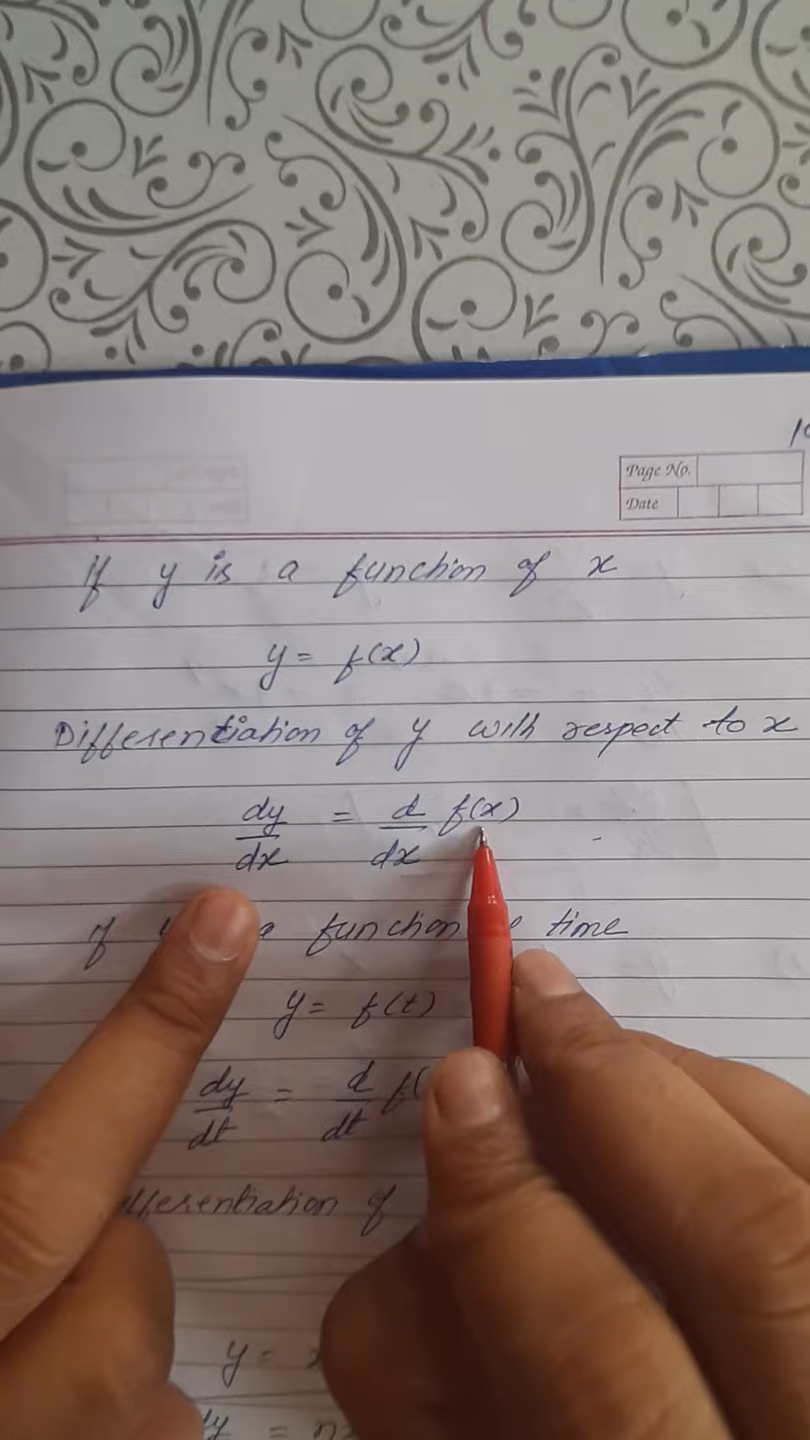 Page No.
Date
If y is a function of x
y = f(x)
Differentiation of y with respect to x
dy/dx = d/dx f(x)
If function time
y = f(t)
dy/dt = d/dt f(
of
y =
=